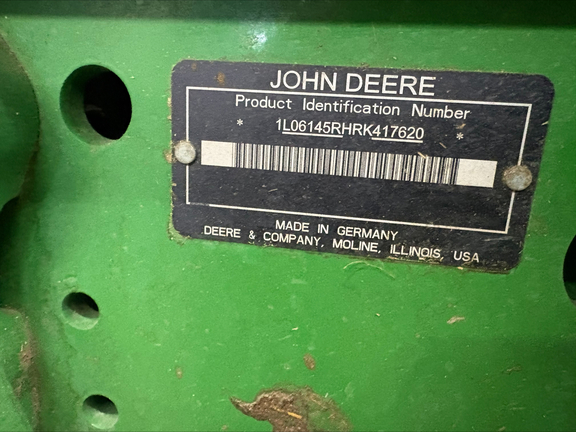 JOHN DEERE
Product Identification Number
* 1L06145RHRK417620 *
MADE IN GERMANY
DEERE & COMPANY, MOLINE, ILLINOIS, USA